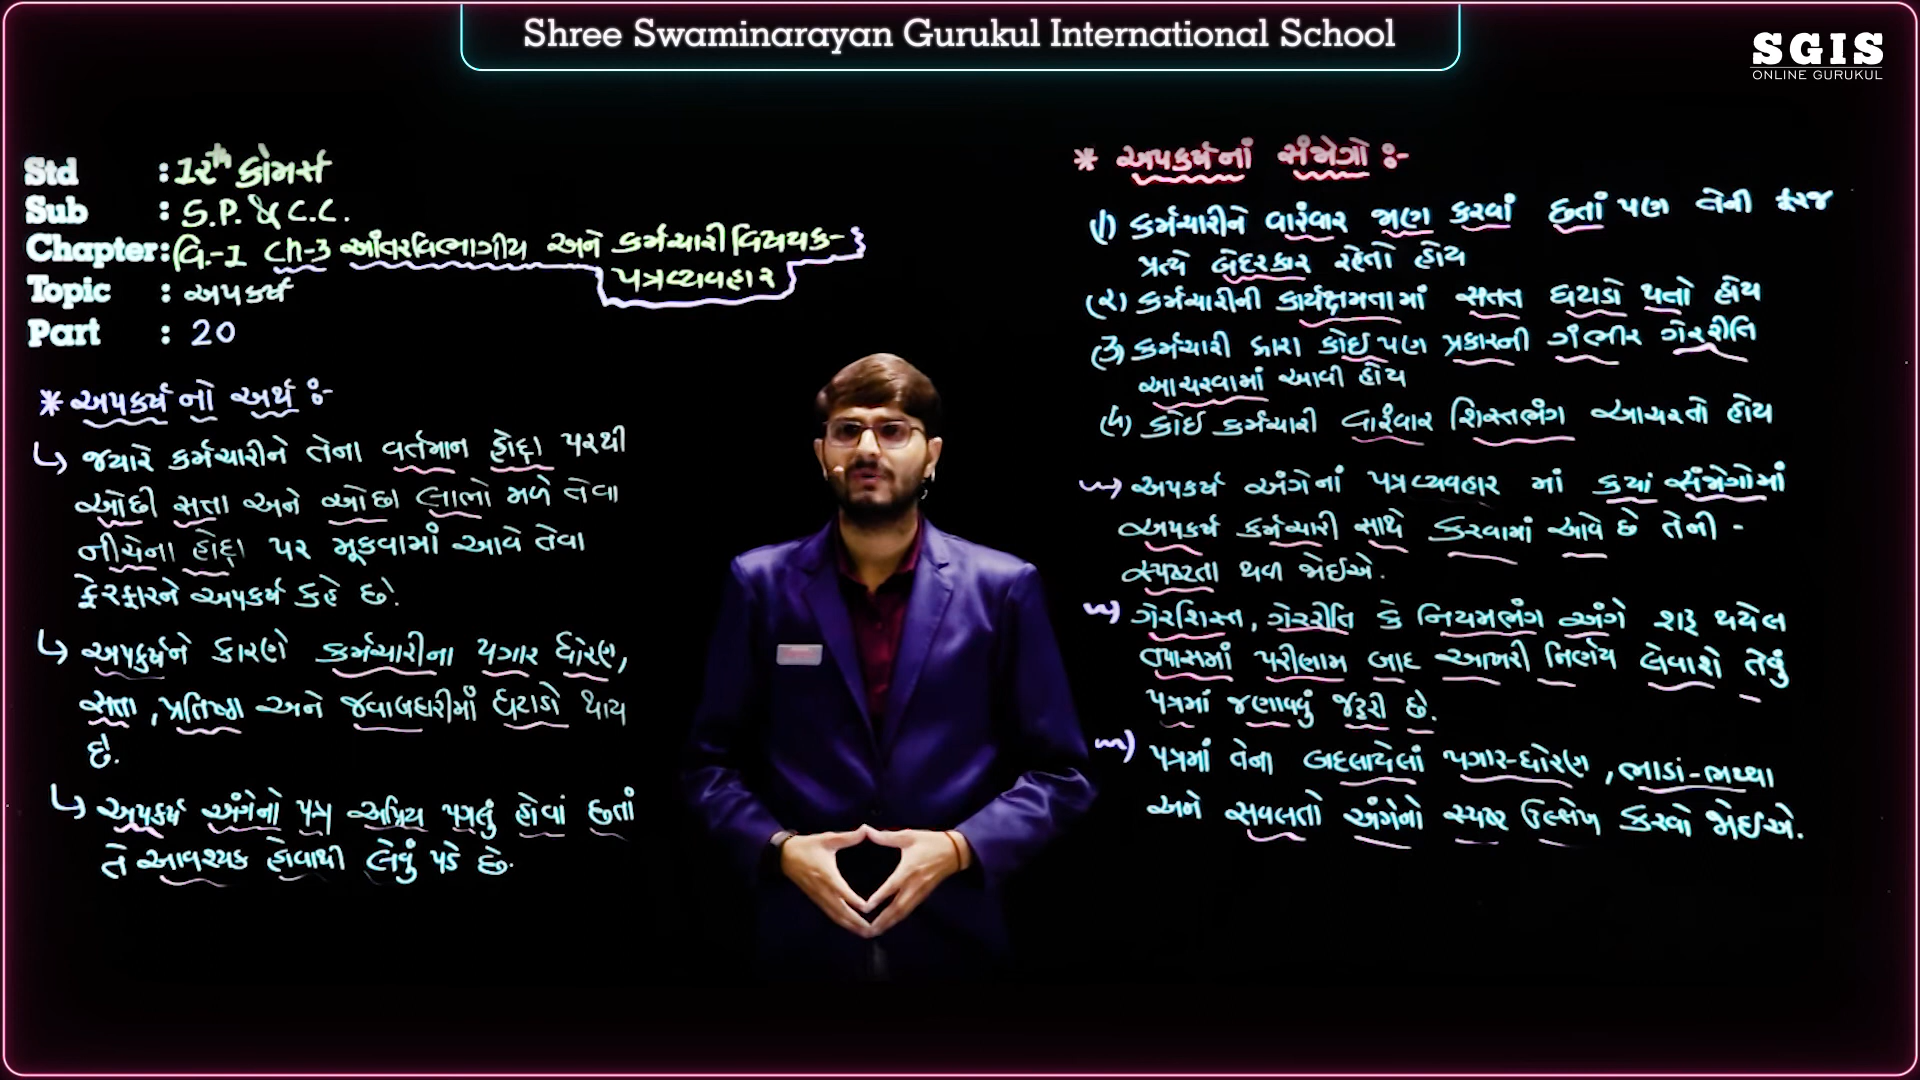 Shree Swaminarayan Gurukul International School
SGIS
ONLINE GURUKUL
Std : 12th કોમર્સ
Sub : S.P. & C.C.
Chapter: વિ.-1 Ch-3 આંતરવિભાગીય અને કર્મચારી વિષયક-
પત્રવ્યવહાર
Topic : અપકર્ષ
Part : 20
* અપકર્ષ નો અર્થ :-
↳ જ્યારે કર્મચારીને તેના વર્તમાન હોદ્દા પરથી
ઓછી સત્તા અને ઓછા લાભો મળે તેવા
નીચેના હોદ્દા પર મૂકવામાં આવે તેવા
ફેરફારને અપકર્ષ કહે છે.
↳ અપકર્ષને કારણે કર્મચારીના પગાર ધોરણ,
સત્તા, પ્રતિષ્ઠા અને જવાબદારીમાં ઘટાડો થાય
છે.
↳ અપકર્ષ અંગેનો પત્ર અપ્રિય પગલું હોવાં છતાં
તે આવશ્યક હોવાથી લેવું પડે છે.
* અપકર્ષનાં સંજોગો :-
(૧) કર્મચારીને વારંવાર જાણ કરવાં છતાં પણ તેની ફરજ
પ્રત્યે બેદરકાર રહેતો હોય
(૨) કર્મચારીની કાર્યક્ષમતામાં સતત ઘટાડો થતો હોય
(૩) કર્મચારી દ્વારા કોઈ પણ પ્રકારની ગંભીર ગેરરીતિ
આચરવામાં આવી હોય
(૪) કોઈ કર્મચારી વારંવાર શિસ્તભંગ આચરતો હોય
અપકર્ષ અંગેનાં પત્રવ્યવહાર માં કયાં સંજોગોમાં
અપકર્ષ કર્મચારી સાથે કરવામાં આવે છે તેની -
સ્પષ્ટતા થવી જોઈએ.
ગેરશિસ્ત, ગેરરીતિ કે નિયમભંગ અંગે શરૂ થયેલ
તપાસમાં પરીણામ બાદ આખરી નિર્ણય લેવાશે તેવું
પત્રમાં જણાવવું જરૂરી છે.
પત્રમાં તેના બદલાયેલાં પગાર-ધોરણ, ભાડાં-ભથ્થા
અને સવલતો અંગેનો સ્પષ્ટ ઉલ્લેખ કરવો જોઈએ.